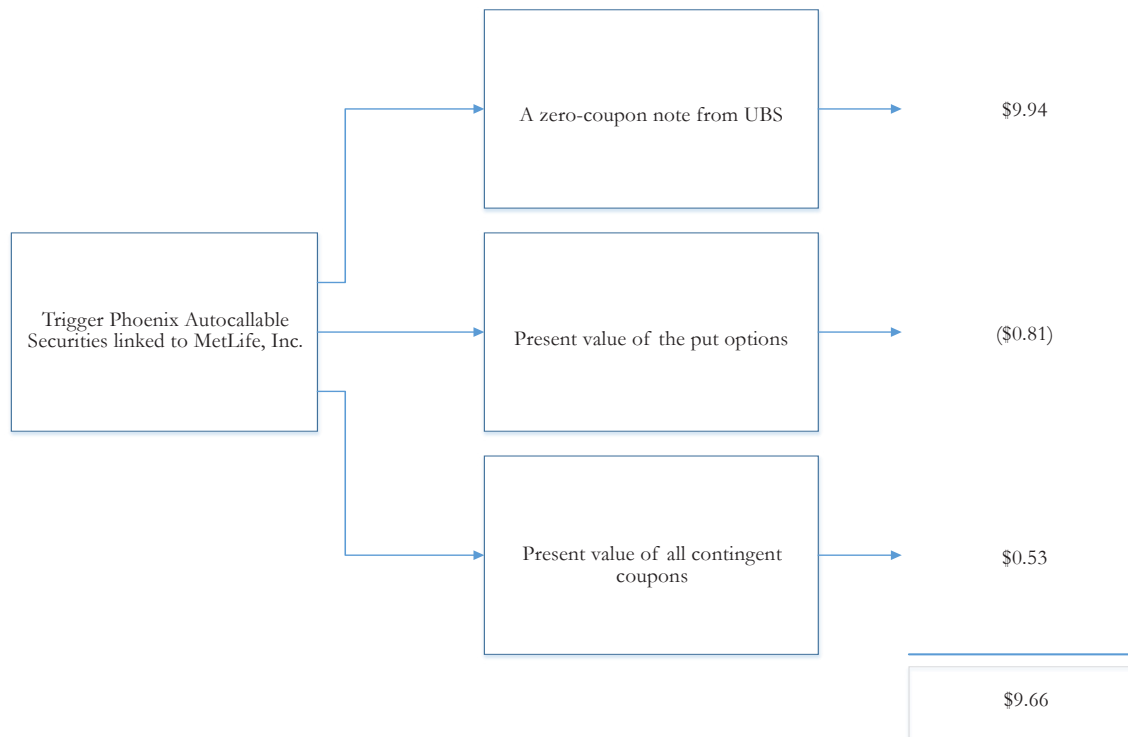 A zero-coupon note from UBS
$9.94
Trigger Phoenix Autocallable
Securities linked to MetLife, Inc.
Present value of the put options
($0.81)
Present value of all contingent
coupons
$0.53
$9.66